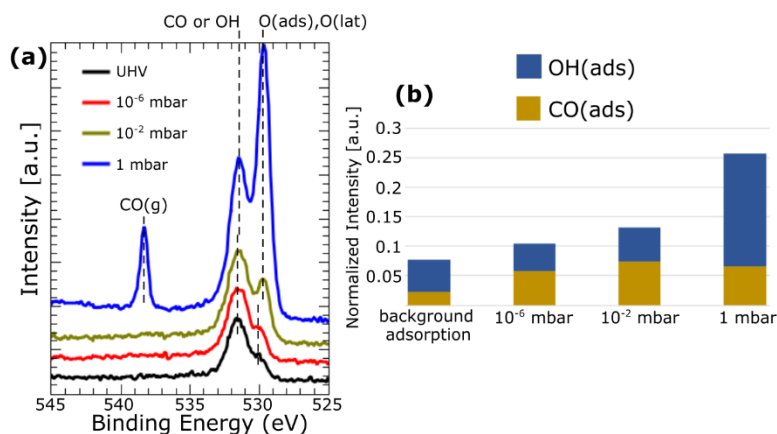 CO or OH O(ads),O(lat)
(a)
UHV
10⁻⁶ mbar
10⁻² mbar
1 mbar
CO(g)
Intensity [a.u.]
545 540 535 530 525
Binding Energy (eV)
(b)
OH(ads)
CO(ads)
Normalized Intensity [a.u.]
0.3
0.25
0.2
0.15
0.1
0.05
background adsorption 10⁻⁶ mbar 10⁻² mbar 1 mbar